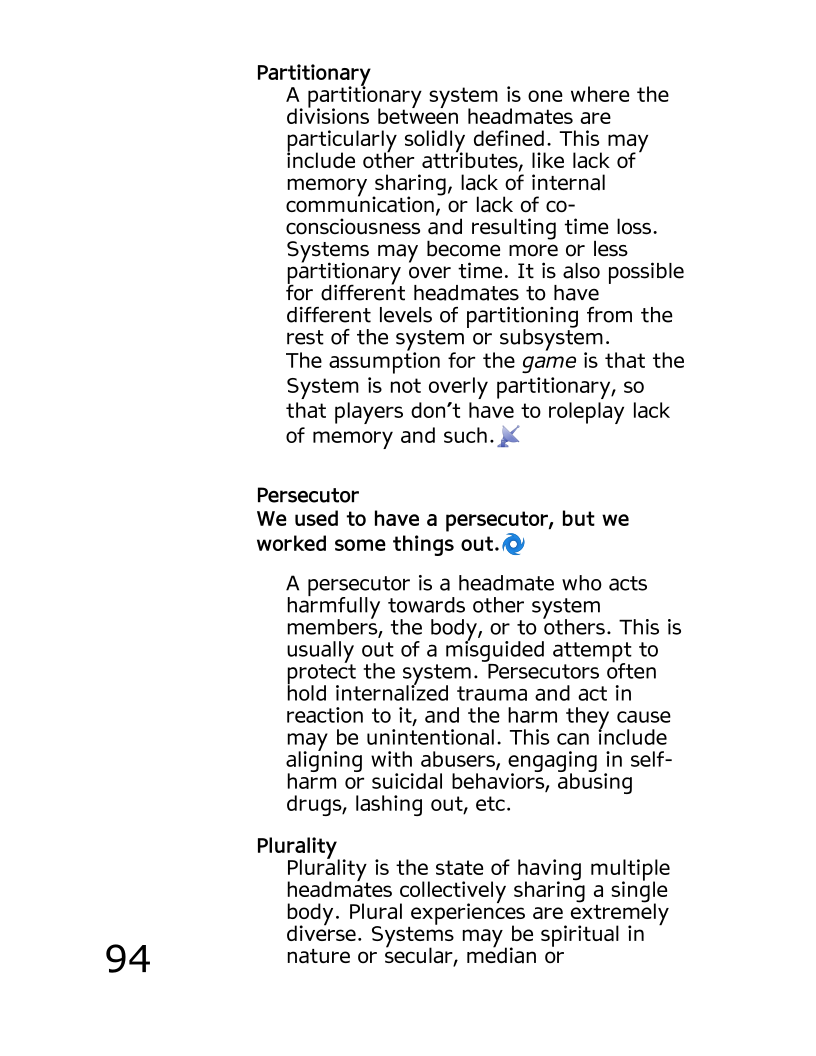 Partitionary
A partitionary system is one where the
divisions between headmates are
particularly solidly defined. This may
include other attributes, like lack of
memory sharing, lack of internal
communication, or lack of co-
consciousness and resulting time loss.
Systems may become more or less
partitionary over time. It is also possible
for different headmates to have
different levels of partitioning from the
rest of the system or subsystem.
The assumption for the game is that the
System is not overly partitionary, so
that players don’t have to roleplay lack
of memory and such.
Persecutor
We used to have a persecutor, but we
worked some things out.
A persecutor is a headmate who acts
harmfully towards other system
members, the body, or to others. This is
usually out of a misguided attempt to
protect the system. Persecutors often
hold internalized trauma and act in
reaction to it, and the harm they cause
may be unintentional. This can include
aligning with abusers, engaging in self-
harm or suicidal behaviors, abusing
drugs, lashing out, etc.
Plurality
Plurality is the state of having multiple
headmates collectively sharing a single
body. Plural experiences are extremely
diverse. Systems may be spiritual in
nature or secular, median or
94